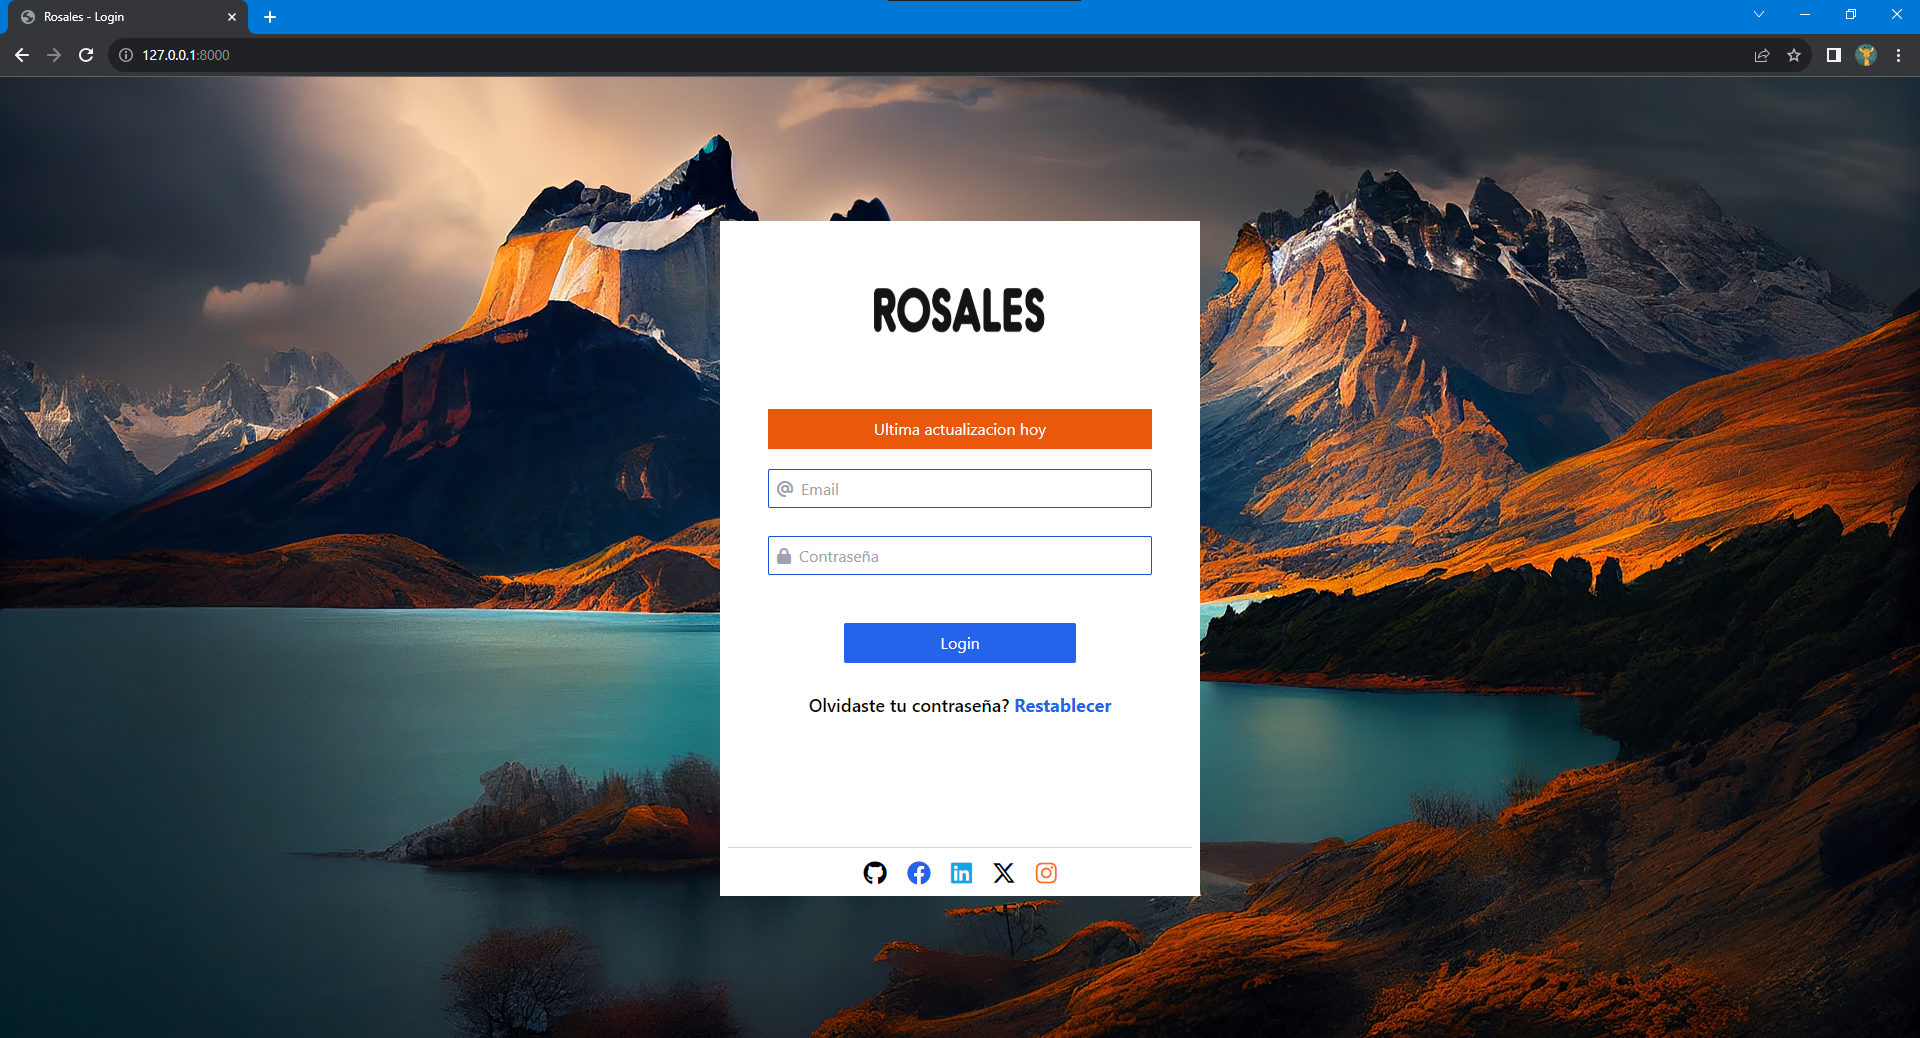 Rosales - Login
127.0.0.1:8000
ROSALES
Ultima actualizacion hoy
Email
Contraseña
Login
Olvidaste tu contraseña? Restablecer